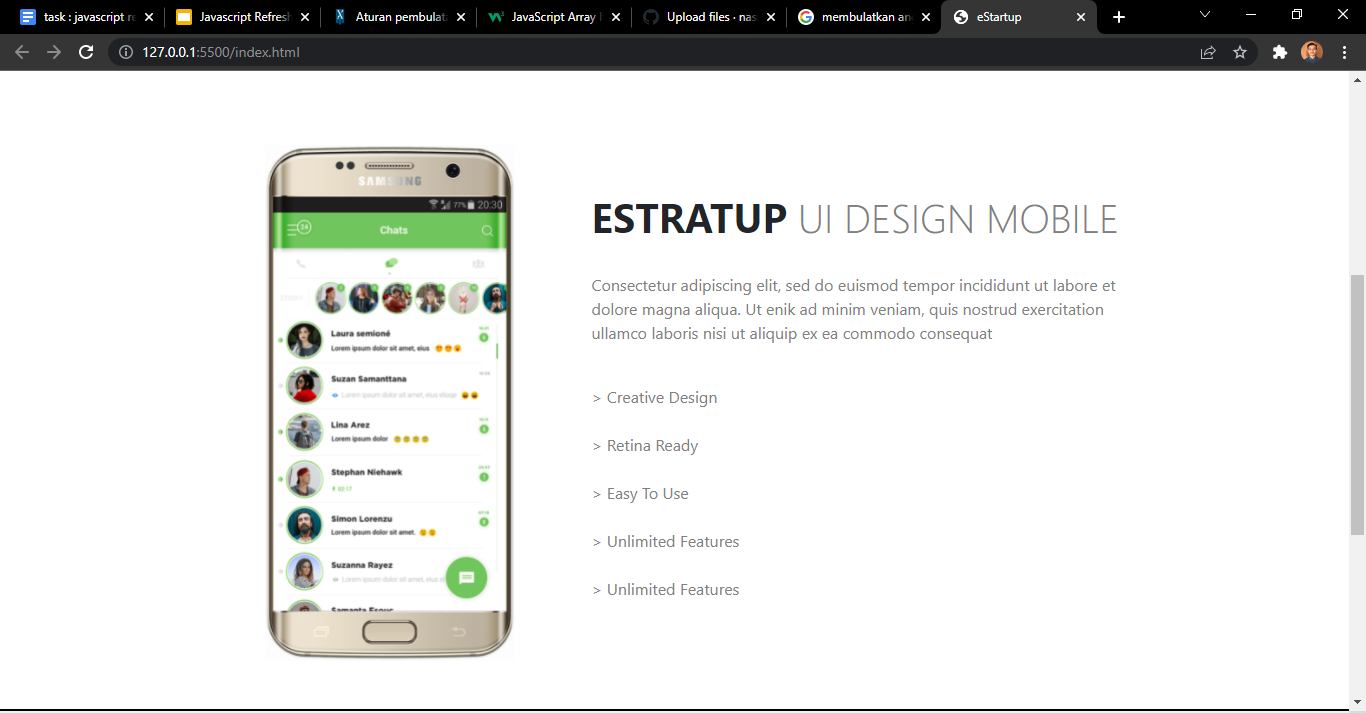 task : javascript re
Javascript Refresh
Aturan pembulat
JavaScript Array
Upload files · nas
membulatkan an
eStartup
127.0.0.1:5500/index.html
SAMSUNG
77% 20:30
24
Chats
Laura semioné
Lorem ipsum dolor sit amet, eius
Suzan Samanttana
Lorem ipsum dolor sit amet, eius elloge
Lina Arez
Lorem ipsum dolor
Stephan Niehawk
02:17
Simon Lorenzu
Lorem ipsum dolor sit amet.
Suzanna Rayez
Lorem ipsum dolor sit amet, eius el
Samanta Esouc
ESTRATUP UI DESIGN MOBILE
Consectetur adipiscing elit, sed do euismod tempor incididunt ut labore et
dolore magna aliqua. Ut enik ad minim veniam, quis nostrud exercitation
ullamco laboris nisi ut aliquip ex ea commodo consequat
> Creative Design
> Retina Ready
> Easy To Use
> Unlimited Features
> Unlimited Features